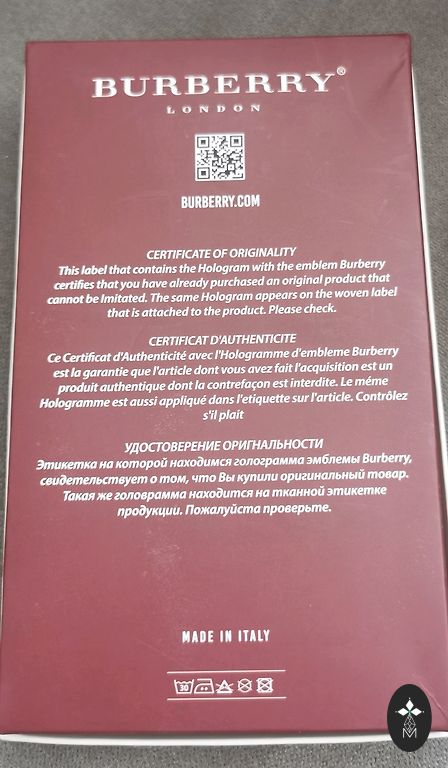 BURBERRY®
LONDON
BURBERRY.COM
CERTIFICATE OF ORIGINALITY
This label that contains the Hologram with the emblem Burberry
certifies that you have already purchased an original product that
cannot be Imitated. The same Hologram appears on the woven label
that is attached to the product. Please check.
CERTIFICAT D'AUTHENTICITE
Ce Certificat d'Authenticité avec l'Hologramme d'embleme Burberry
est la garantie que l'article dont vous avez fait l'acquisition est un
produit authentique dont la contrefaçon est interdite. Le méme
Hologramme est aussi appliqué dans l'etiquette sur l'article. Contrôlez
s'il plait
УДОСТОВЕРЕНИЕ ОРИГНАЛЬНОСТИ
Этикетка на которой находимся голограмма эмблемы Burberry,
свидетельствует о том, что Вы купили оригинальный товар.
Такая же головрамма находится на тканной этикетке
продукции. Пожалуйста проверьте.
MADE IN ITALY
30
M